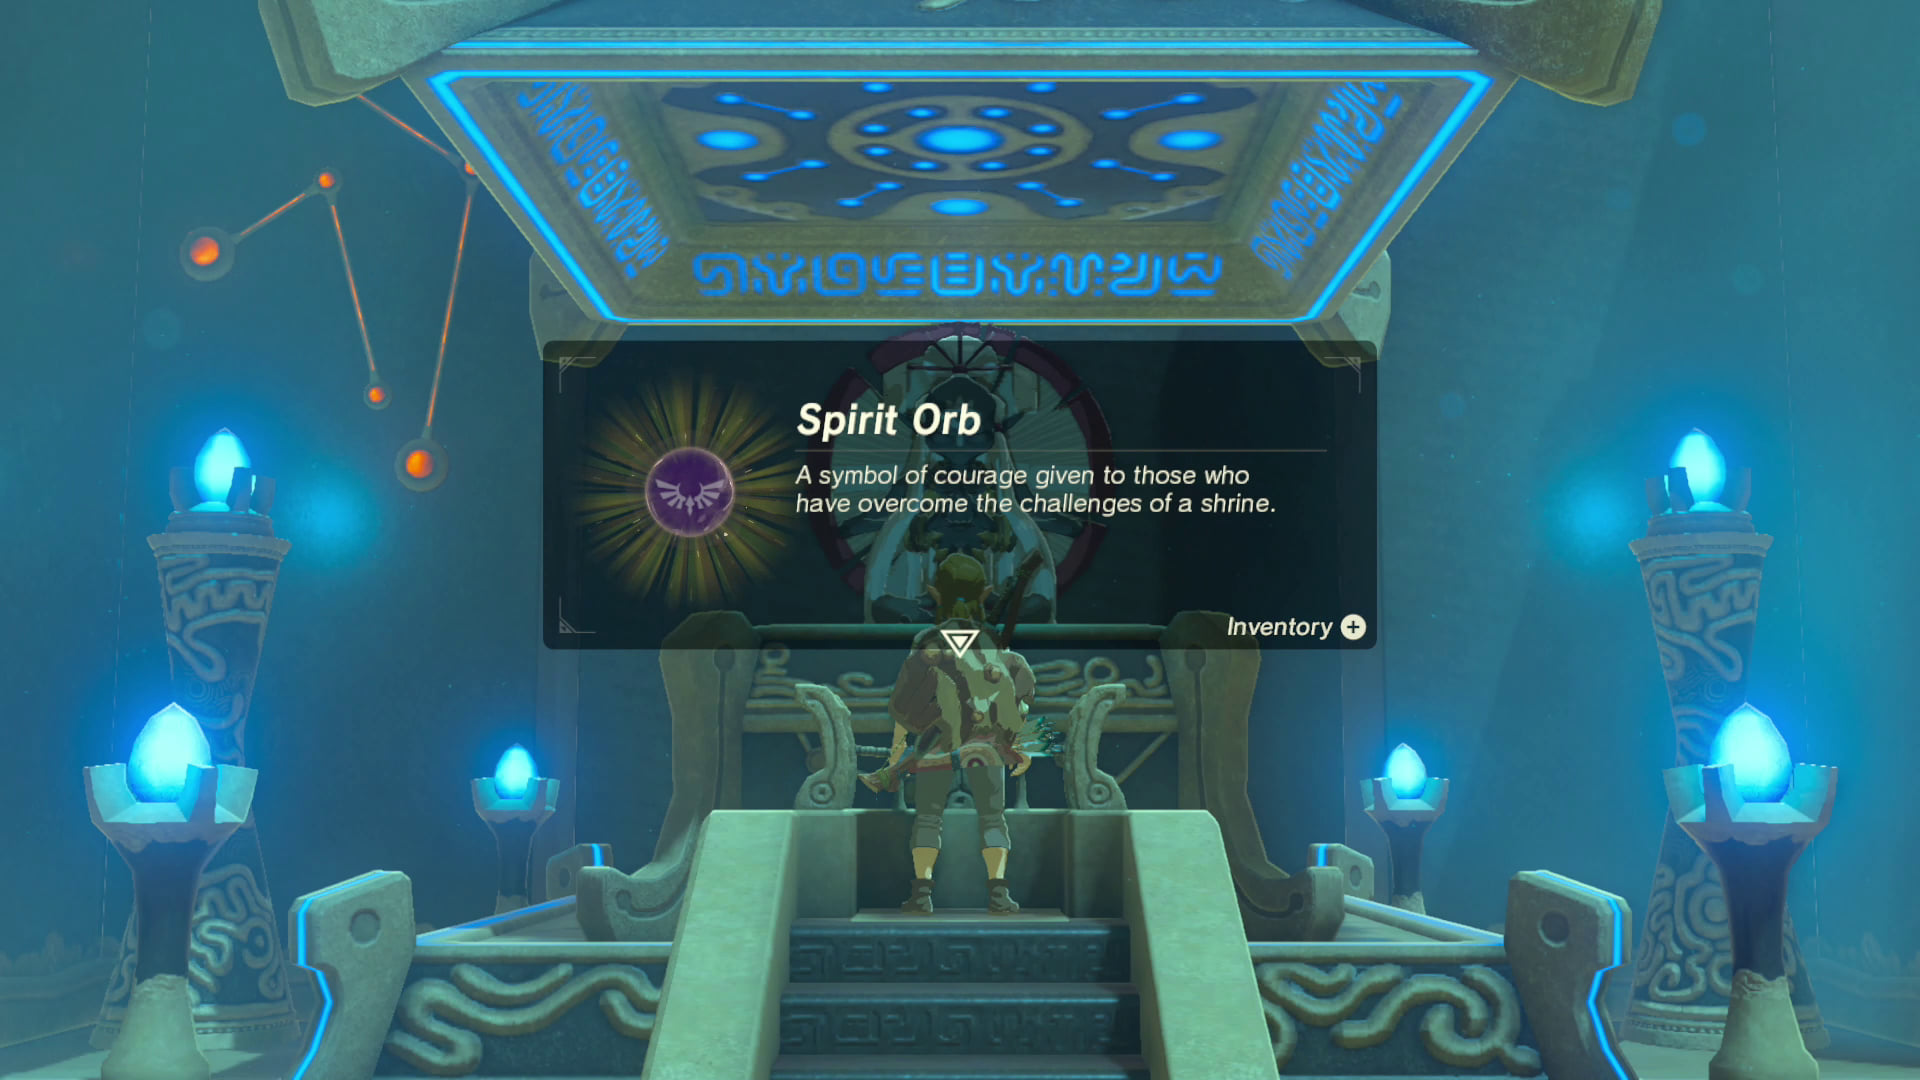 Spirit Orb
A symbol of courage given to those who
have overcome the challenges of a shrine.
Inventory